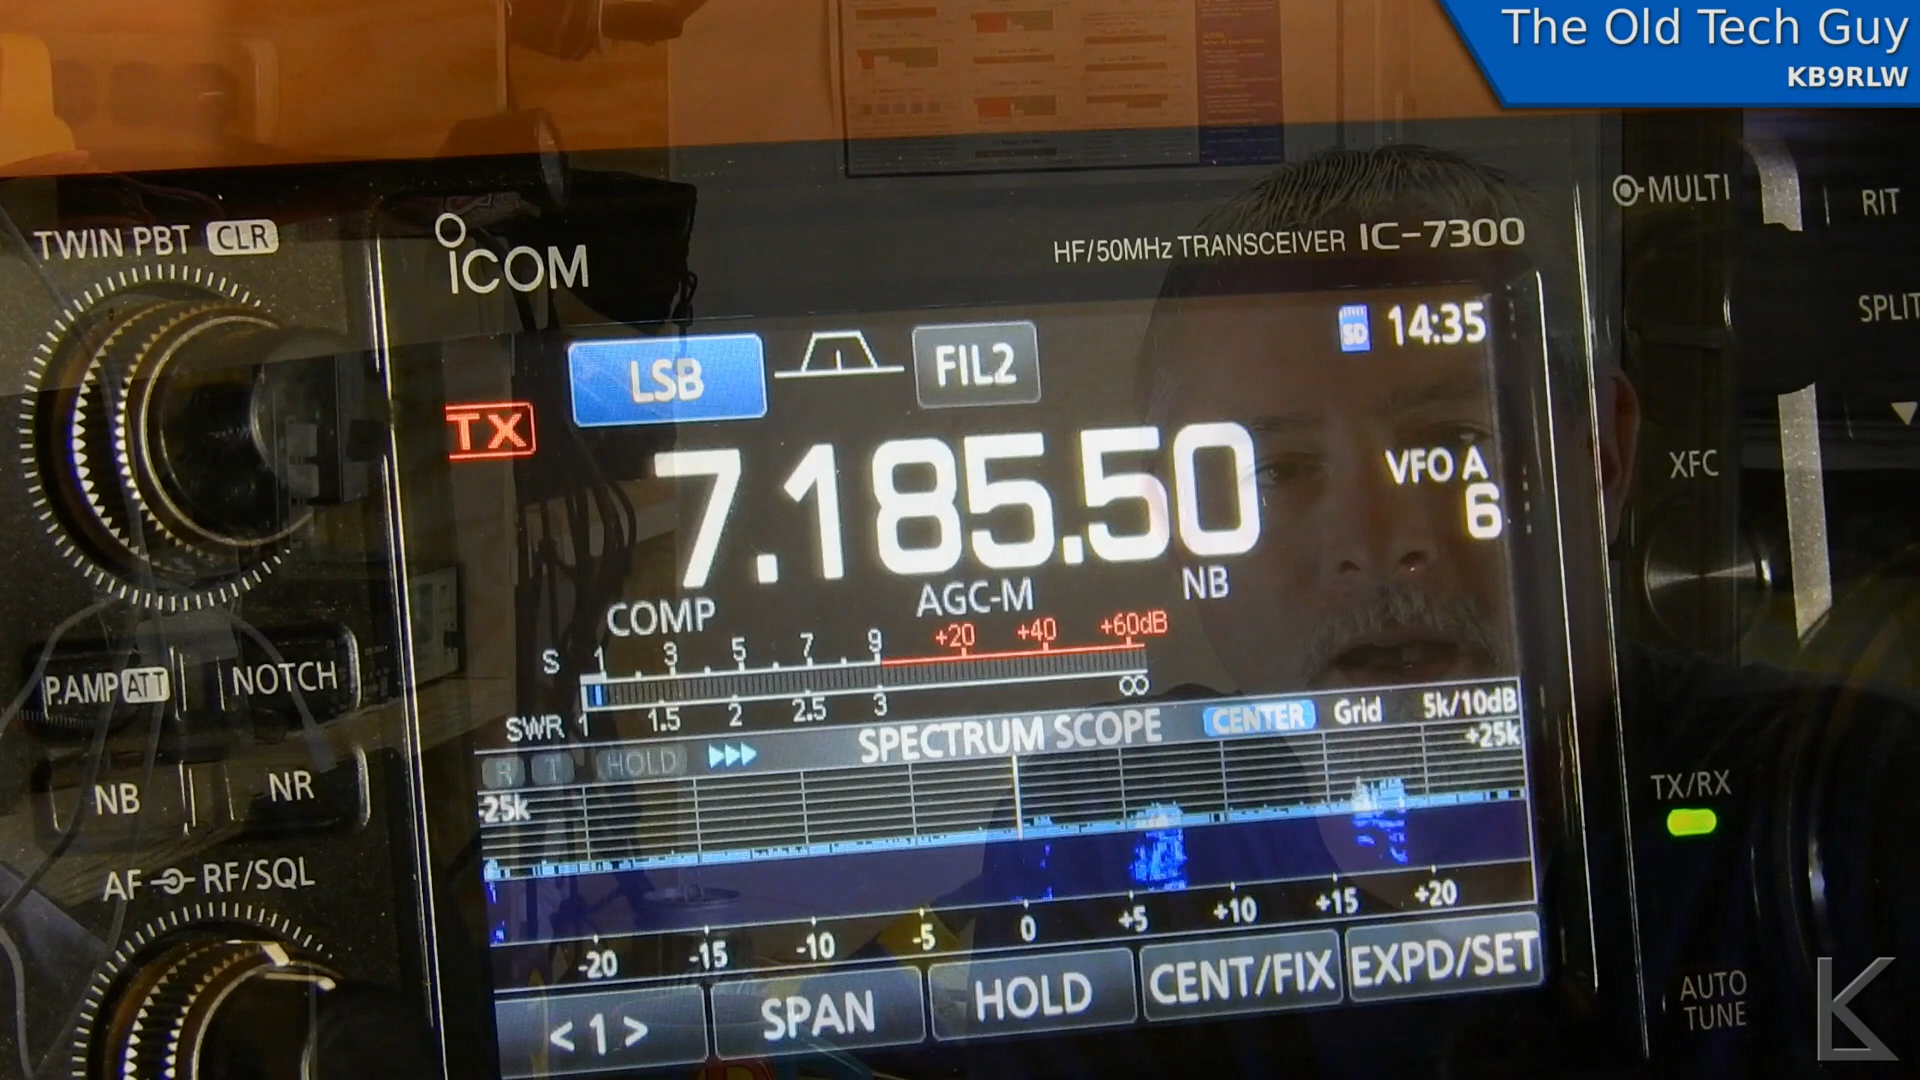 The Old Tech Guy
KB9RLW
TWIN PBT CLR
ICOM
HF/50MHz TRANSCEIVER IC-7300
MULTI
RIT
SPLIT
LSB
FIL2
SD 14:35
TX
7.185.50
VFO A
6
XFC
COMP
AGC-M
NB
S 1 3 5 7 9 +20 +40 +60dB
SWR 1 1.5 2 2.5 3 ∞
P.AMP ATT
NOTCH
SPECTRUM SCOPE
CENTER
Grid
5k/10dB
R T HOLD
-25k
+25k
NB
NR
TX/RX
AF RF/SQL
-20 -15 -10 -5 0 +5 +10 +15 +20
< 1 >
SPAN
HOLD
CENT/FIX
EXPD/SET
AUTO
TUNE
K